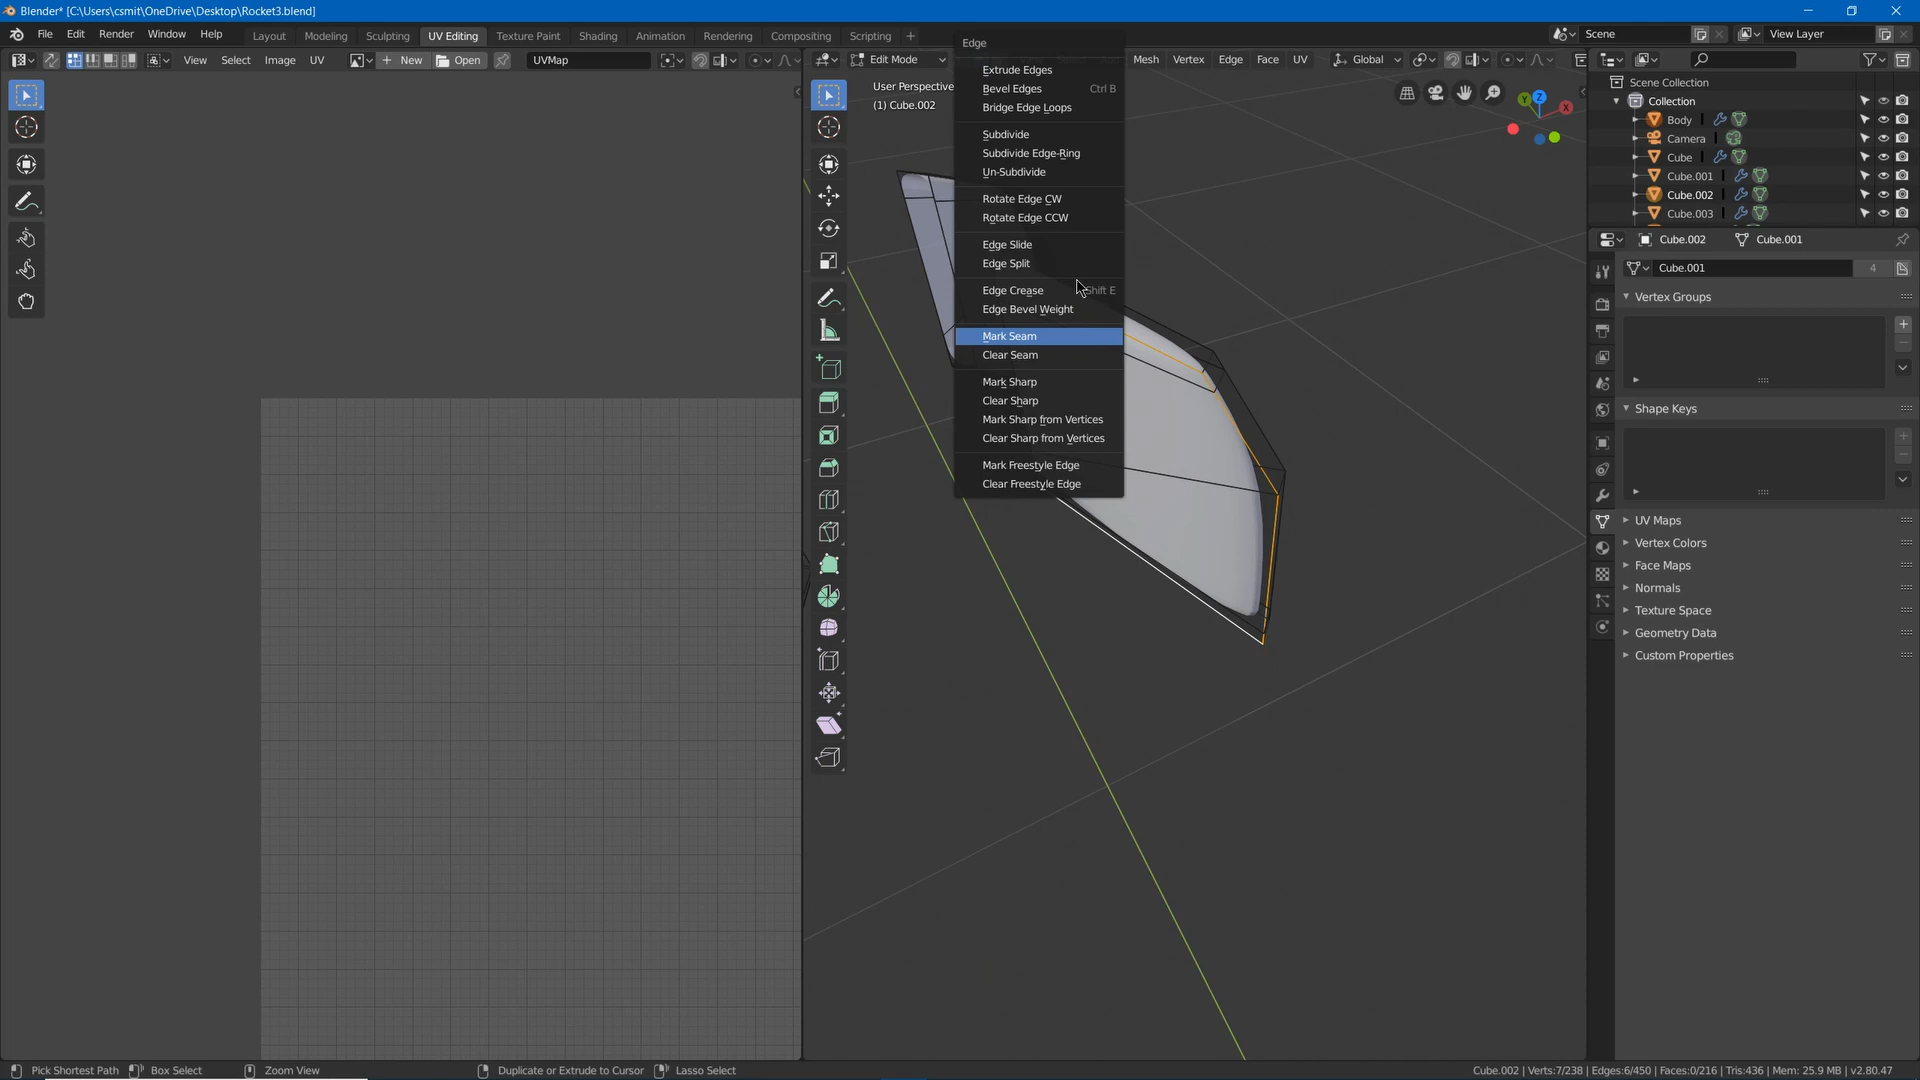 Blender* [C:\Users\csmit\OneDrive\Desktop\Rocket3.blend]
File Edit Render Window Help
Layout Modeling Sculpting UV Editing Texture Paint Shading Animation Rendering Compositing Scripting
Scene
View Layer
View Select Image UV
New
Open
UVMap
Edit Mode
Mesh Vertex Edge Face UV
Global
User Perspective
(1) Cube.002
Edge
Extrude Edges
Bevel Edges Ctrl B
Bridge Edge Loops
Subdivide
Subdivide Edge-Ring
Un-Subdivide
Rotate Edge CW
Rotate Edge CCW
Edge Slide
Edge Split
Edge Crease Shift E
Edge Bevel Weight
Mark Seam
Clear Seam
Mark Sharp
Clear Sharp
Mark Sharp from Vertices
Clear Sharp from Vertices
Mark Freestyle Edge
Clear Freestyle Edge
Y Z X
Scene Collection
Collection
Body
Camera
Cube
Cube.001
Cube.002
Cube.003
Cube.002 Cube.001
Cube.001 4
Vertex Groups
Shape Keys
UV Maps
Vertex Colors
Face Maps
Normals
Texture Space
Geometry Data
Custom Properties
Pick Shortest Path Box Select Zoom View Duplicate or Extrude to Cursor Lasso Select
Cube.002 | Verts:7/238 | Edges:6/450 | Faces:0/216 | Tris:436 | Mem: 25.9 MB | v2.80.47